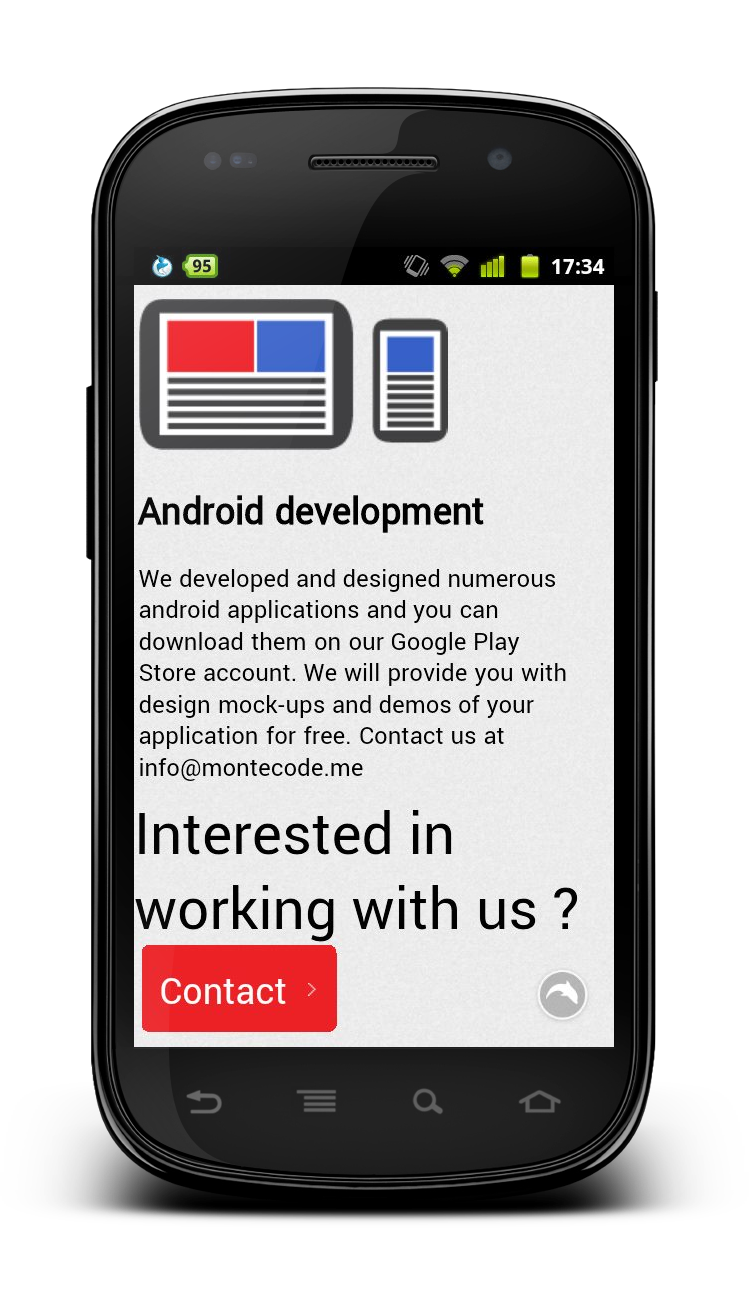 95 17:34
Android development
We developed and designed numerous
android applications and you can
download them on our Google Play
Store account. We will provide you with
design mock-ups and demos of your
application for free. Contact us at
info@montecode.me
Interested in
working with us ?
Contact